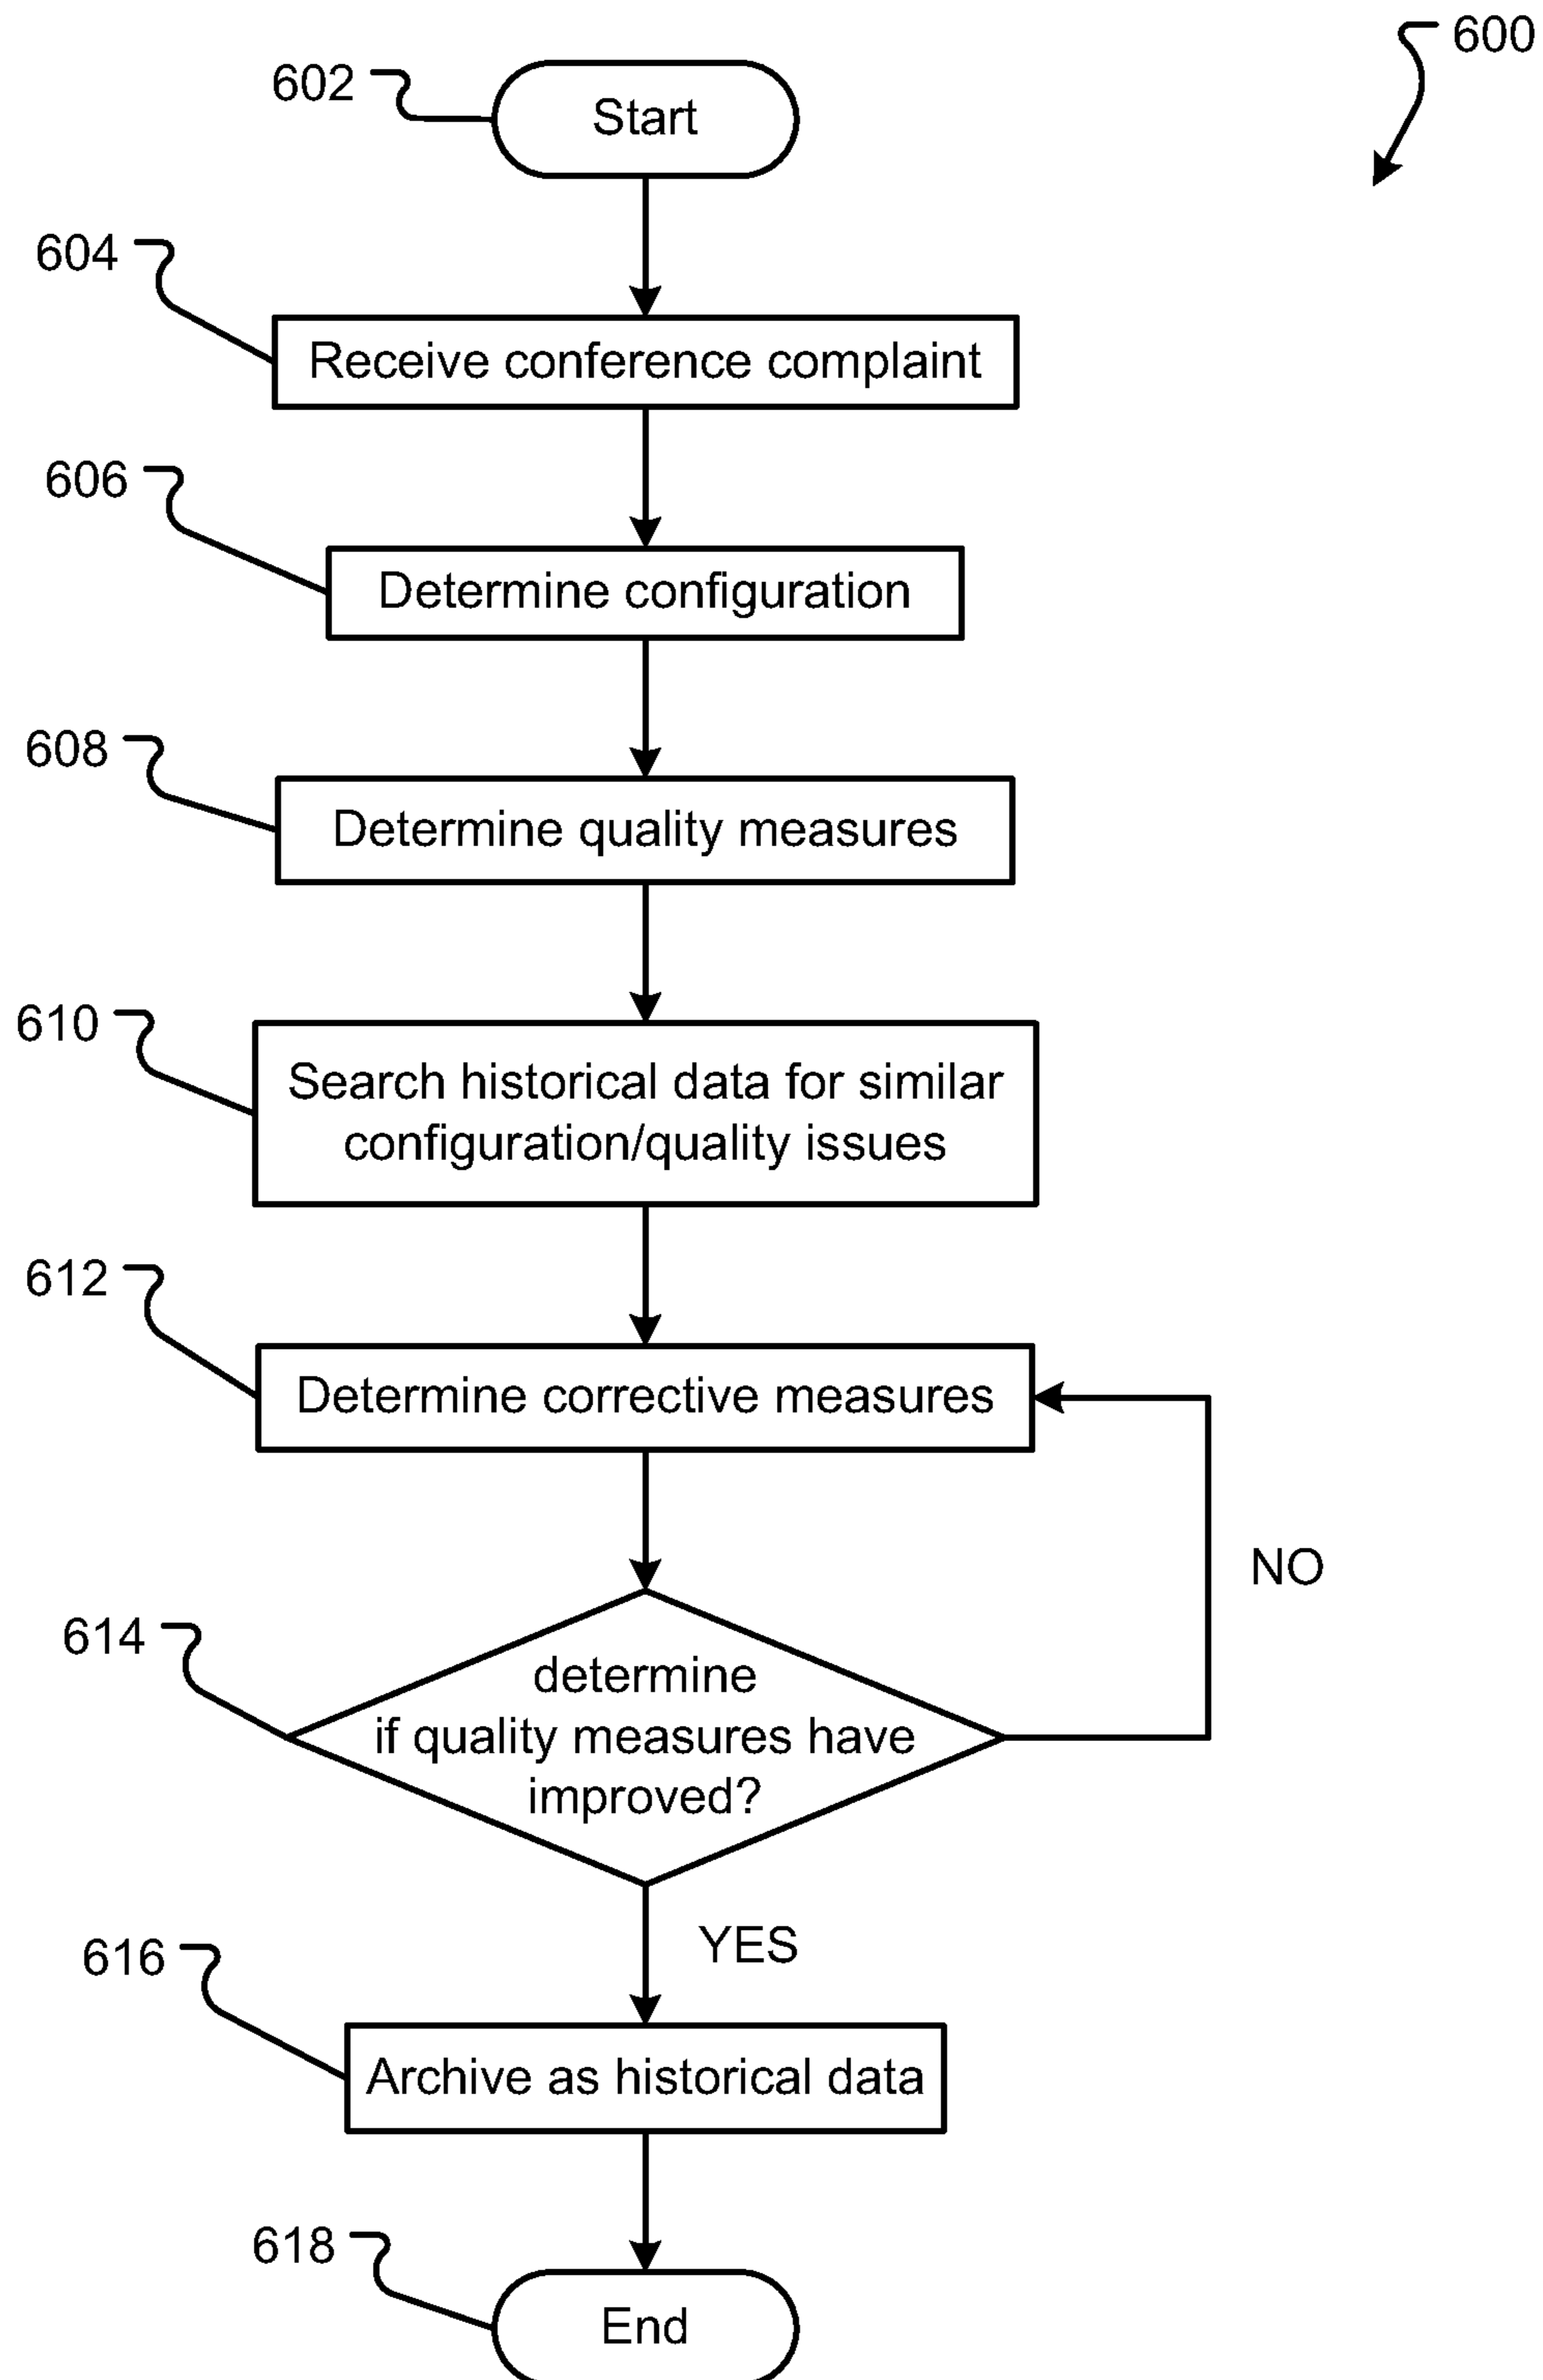 600
602
Start
604
Receive conference complaint
606
Determine configuration
608
Determine quality measures
610
Search historical data for similar
configuration/quality issues
612
Determine corrective measures
NO
614
determine
if quality measures have
improved?
YES
616
Archive as historical data
618
End